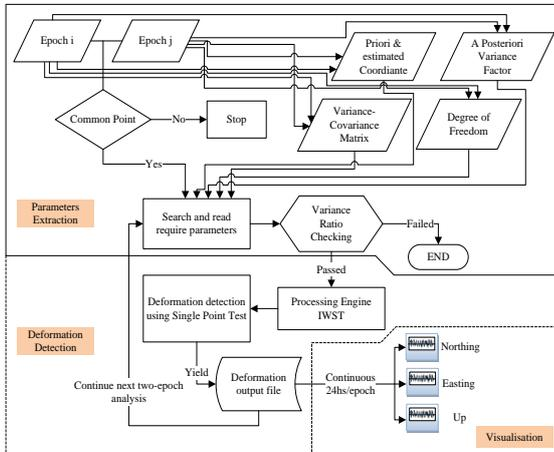 Epoch i
Epoch j
Priori &
estimated
Coordiante
A Posteriori
Variance
Factor
Common Point
No
Stop
Variance-
Covariance
Matrix
Degree of
Freedom
Yes
Parameters
Extraction
Search and read
require parameters
Variance
Ratio
Checking
Failed
END
Passed
Deformation detection
using Single Point Test
Processing Engine
IWST
Deformation
Detection
Yield
Continue next two-epoch
analysis
Deformation
output file
Continuous
24hs/epoch
Northing
Easting
Up
Visualisation